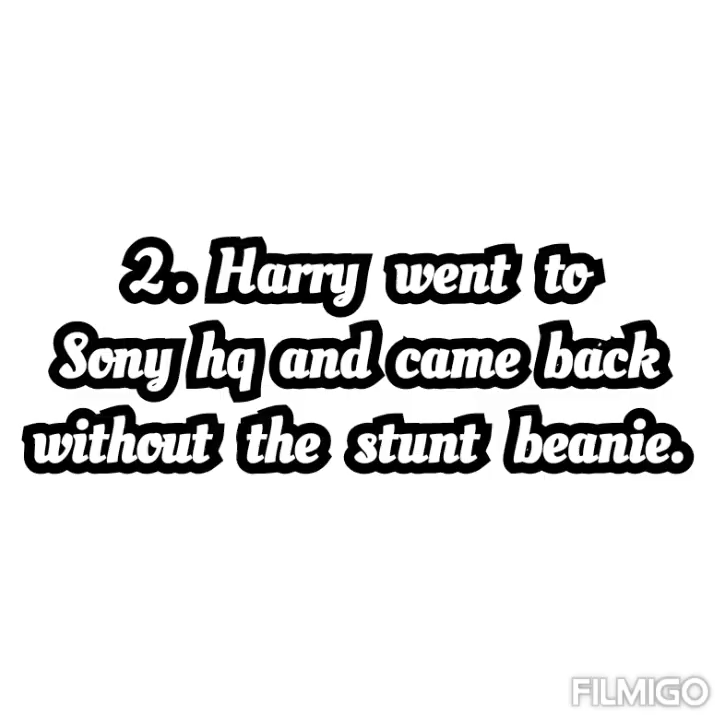 2. Harry went to
Sony hq and came back
without the stunt beanie.
FILMIGO